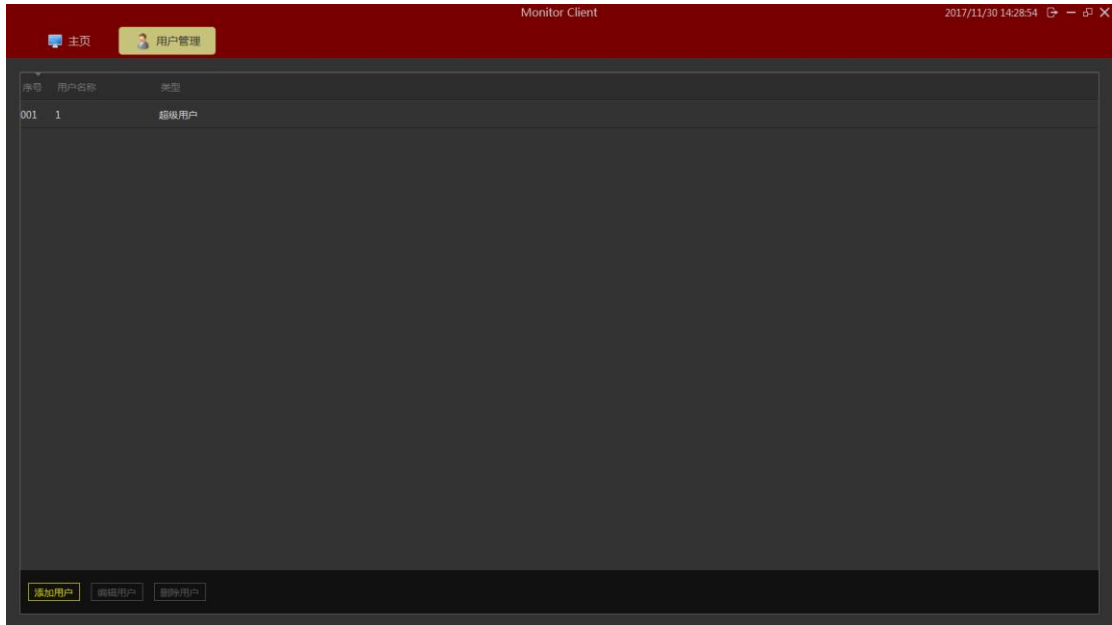 Monitor Client
2017/11/30 14:28:54
主页 用户管理
序号 用户名称 类型
001 1 超级用户
添加用户 编辑用户 删除用户